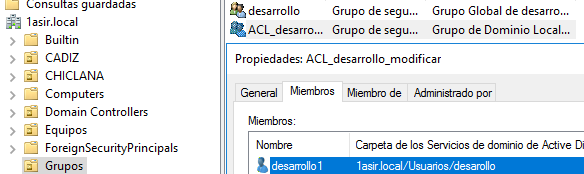 Consultas guardadas
1asir.local
Builtin
CADIZ
CHICLANA
Computers
Domain Controllers
Equipos
ForeignSecurityPrincipals
Grupos
desarrollo Grupo de segu... Grupo Global de desarro...
ACL_desarro... Grupo de segu... Grupo de Dominio Local...
Propiedades: ACL_desarrollo_modificar
General Miembros Miembro de Administrado por
Miembros:
Nombre Carpeta de los Servicios de dominio de Active Di
desarrollo1 1asir.local/Usuarios/desarollo